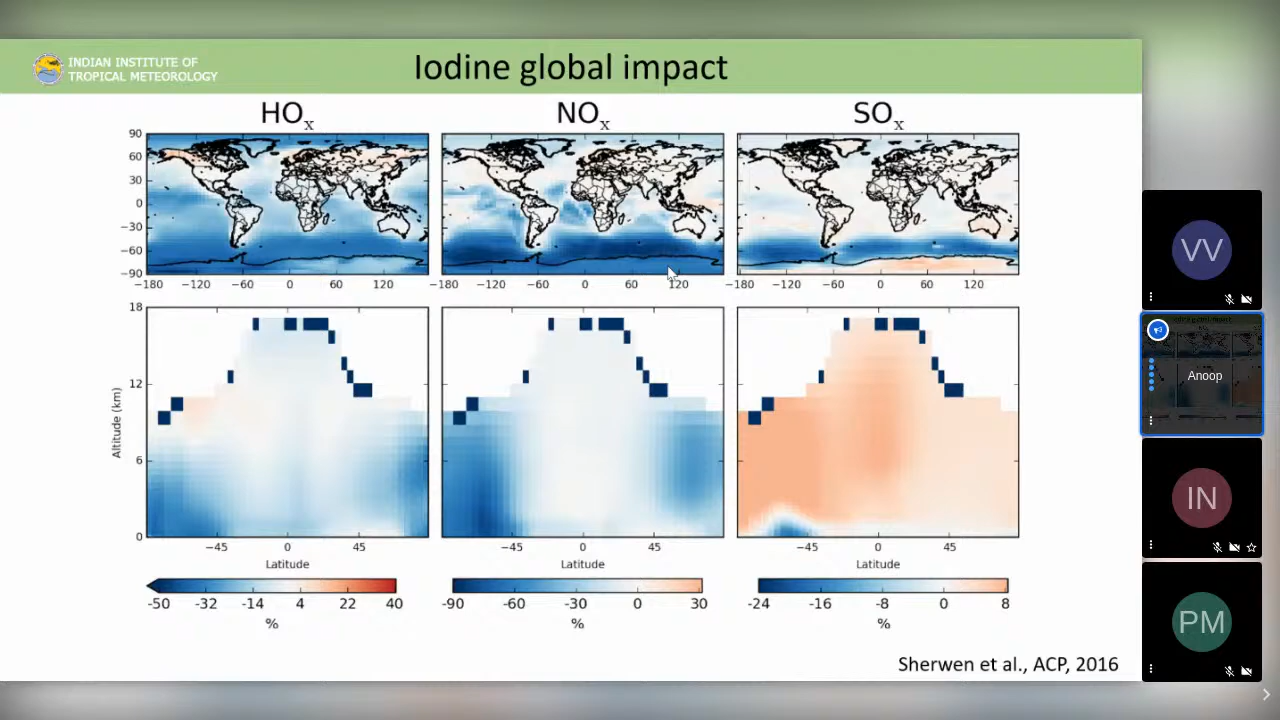 INDIAN INSTITUTE OF
TROPICAL METEOROLOGY
Iodine global impact
HOx NOx SOx
90
60
30
0
−30
−60
−90
−180 −120 −60 0 60 120 −180 −120 −60 0 60 120 −180 −120 −60 0 60 120
18
12
6
0
Altitude (km)
−45 0 45 −45 0 45 −45 0 45
Latitude Latitude Latitude
-50 -32 -14 4 22 40 -90 -60 -30 0 30 -24 -16 -8 0 8
% % %
Sherwen et al., ACP, 2016
VV
Anoop
IN
PM